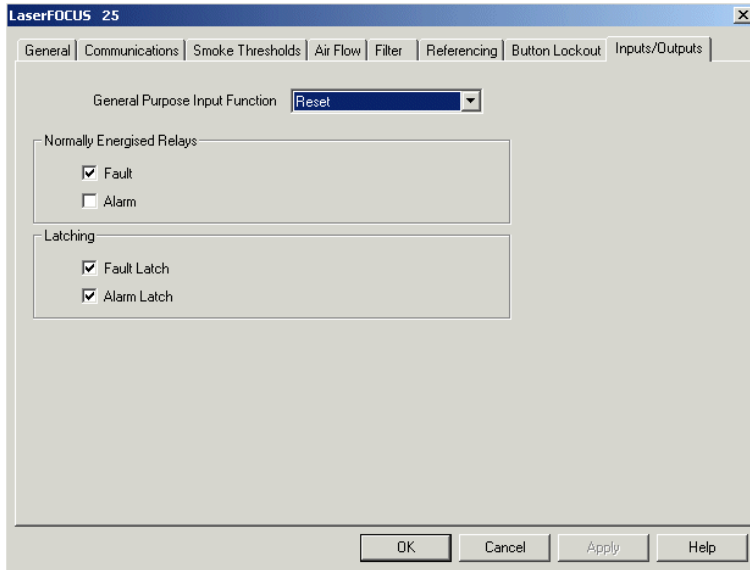 LaserFOCUS 25
General Communications Smoke Thresholds Air Flow Filter Referencing Button Lockout Inputs/Outputs
General Purpose Input Function Reset
Normally Energised Relays
Fault
Alarm
Latching
Fault Latch
Alarm Latch
OK Cancel Apply Help